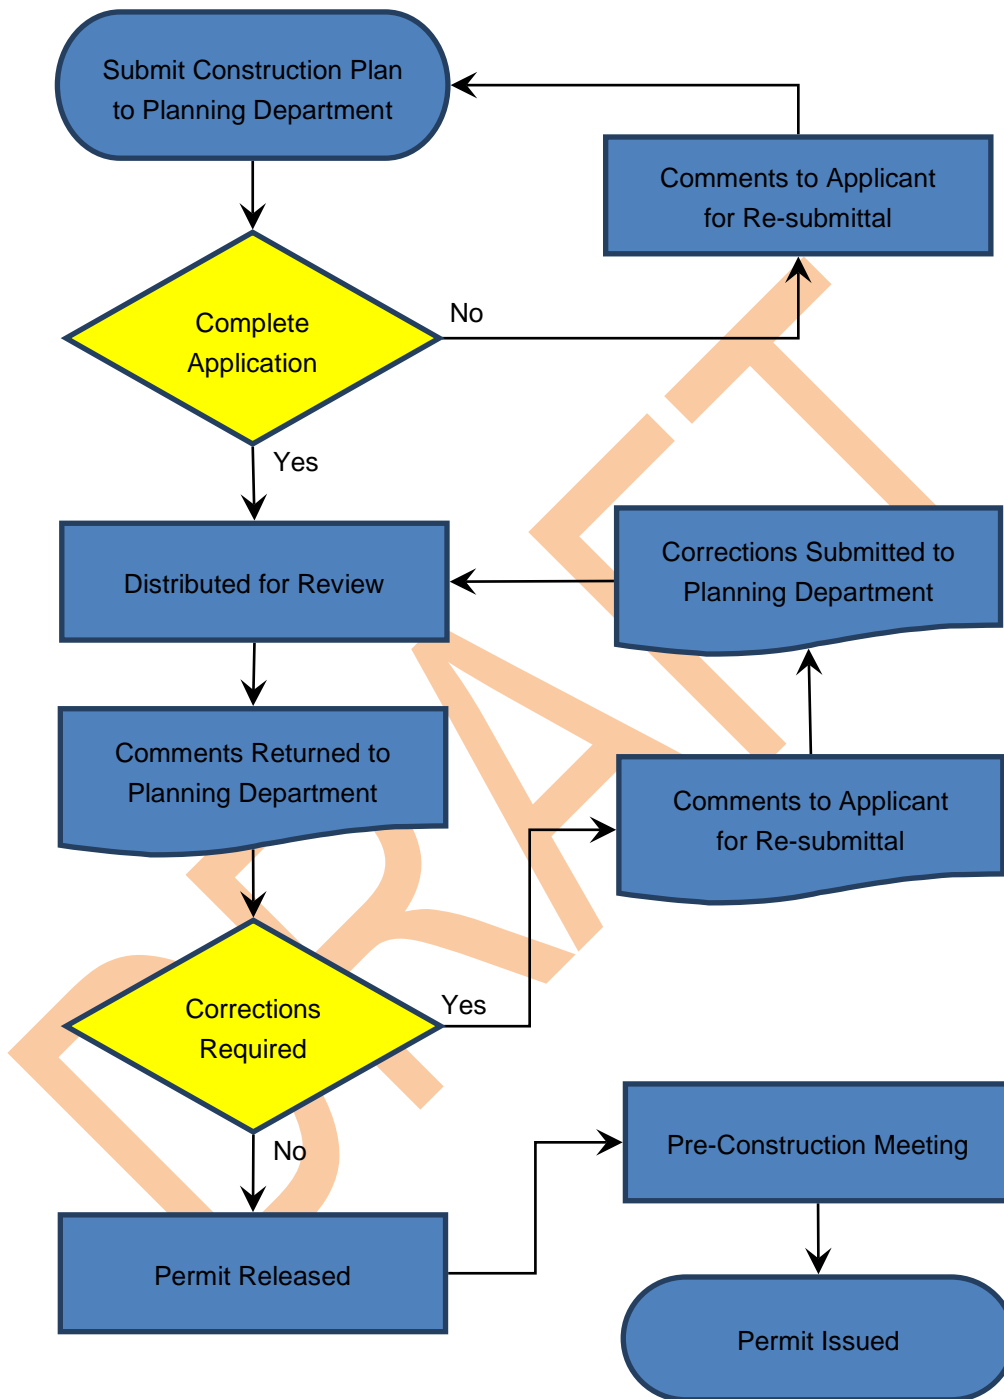 Submit Construction Plan
to Planning Department
Comments to Applicant
for Re-submittal
Complete
Application
No
Yes
Distributed for Review
Corrections Submitted to
Planning Department
Comments Returned to
Planning Department
Comments to Applicant
for Re-submittal
Corrections
Required
Yes
No
Pre-Construction Meeting
Permit Released
Permit Issued
DRAFT